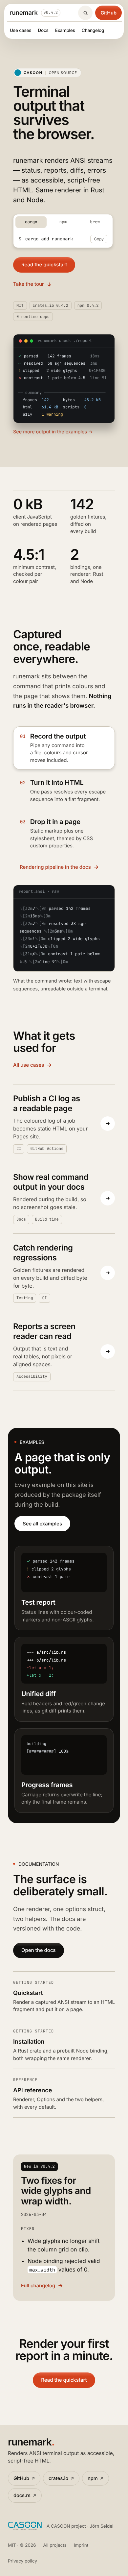 runemark v0.4.2 GitHub
Use cases Docs Examples Changelog
CASOON OPEN SOURCE
Terminal
output that
survives
the browser.
runemark renders ANSI streams
— status, reports, diffs, errors
— as accessible, script-free
HTML. Same renderer in Rust
and Node.
cargo npm brew
$ cargo add runemark Copy
Read the quickstart
Take the tour ↓
MIT crates.io 0.4.2 npm 0.4.2
0 runtime deps
✓ parsed 142 frames
! clipped 2 wide glyphs
× contrast 1 pair below 4.5 line 91
summary
frames 142 bytes 48.2 kB
html 61.4 kB scripts 0
a11y 1 warning
See more output in the examples →
0 kB
client JavaScript
on rendered pages
142
golden fixtures,
diffed on
every build
4.5:1
minimum contrast,
checked per
colour pair
2
bindings, one
renderer: Rust
and Node
Captured
once, readable
everywhere.
runemark sits between the
command that prints colours and
the page that shows them. Nothing
runs in the reader's browser.
01 Record the output
Pipe any command into
a file, colours and cursor
moves included.
02 Turn it into HTML
One pass resolves every escape
sequence into a flat fragment.
03 Drop it in a page
Static markup plus one
stylesheet, themed by CSS
custom properties.
Rendering pipeline in the docs →
report.ansi · raw
What the command wrote: text with escape
sequences, unreadable outside a terminal.
What it gets
used for
All use cases →
Publish a CI log as
a readable page
The coloured log of a job
becomes static HTML on your
Pages site.
CI GitHub Actions
Show real command
output in your docs
Rendered during the build, so
no screenshot goes stale.
Docs Build time
Catch rendering
regressions
Golden fixtures are rendered
on every build and diffed byte
for byte.
Testing CI
Reports a screen
reader can read
Output that is text and
real tables, not pixels or
aligned spaces.
Accessibility
EXAMPLES
A page that is only
output.
Every example on this site is
produced by the package itself
during the build.
See all examples
✓ parsed 142 frames
! clipped 2 glyphs
× contrast 1 pair
Test report
Status lines with colour-coded
markers and non-ASCII glyphs.
--- a/src/lib.rs
+++ b/src/lib.rs
-let x = 1;
+let x = 2;
Unified diff
Bold headers and red/green change
lines, as git diff prints them.
building
[##########] 100%
Progress frames
Carriage returns overwrite the line;
only the final frame remains.
DOCUMENTATION
The surface is
deliberately small.
One renderer, one options struct,
two helpers. The docs are
versioned with the code.
Open the docs
GETTING STARTED
Quickstart
Render a captured ANSI stream to an HTML
fragment and put it on a page.
GETTING STARTED
Installation
A Rust crate and a prebuilt Node binding,
both wrapping the same renderer.
REFERENCE
API reference
Renderer, Options and the two helpers,
with every default.
New in v0.4.2
Two fixes for
wide glyphs and
wrap width.
FIXED
Wide glyphs no longer shift
the column grid on clip.
Node binding rejected valid
max_width values of 0.
Full changelog →
Render your first
report in a minute.
Read the quickstart
runemark.
Renders ANSI terminal output as accessible,
script-free HTML.
GitHub ↗ crates.io ↗ npm ↗
docs.rs ↗
CASOON A CASOON project · Jörn Seidel
MIT · © 2026 All projects Imprint
Privacy policy